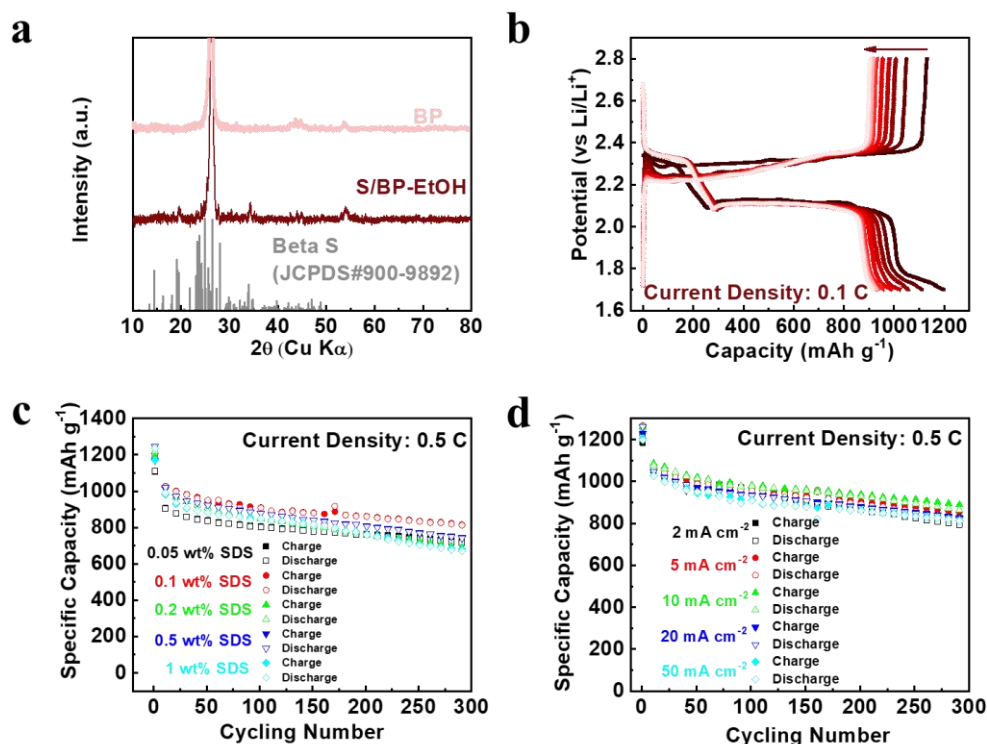 a
Intensity (a.u.)
BP
S/BP-EtOH
Beta S
(JCPDS#900-9892)
10 20 30 40 50 60 70 80
2θ (Cu Kα)
b
Potential (vs Li/Li+)
2.8
2.6
2.4
2.2
2.0
1.8
1.6
Current Density: 0.1 C
0 200 400 600 800 1000 1200
Capacity (mAh g-1)
c
Specific Capacity (mAh g-1)
1400
1200
1000
800
600
400
200
0
Current Density: 0.5 C
0.05 wt% SDS
Charge
Discharge
0.1 wt% SDS
Charge
Discharge
0.2 wt% SDS
Charge
Discharge
0.5 wt% SDS
Charge
Discharge
1 wt% SDS
Charge
Discharge
0 50 100 150 200 250 300
Cycling Number
d
Specific Capacity (mAh g-1)
1200
1000
800
600
400
200
0
Current Density: 0.5 C
2 mA cm-2
Charge
Discharge
5 mA cm-2
Charge
Discharge
10 mA cm-2
Charge
Discharge
20 mA cm-2
Charge
Discharge
50 mA cm-2
Charge
Discharge
0 50 100 150 200 250 300
Cycling Number